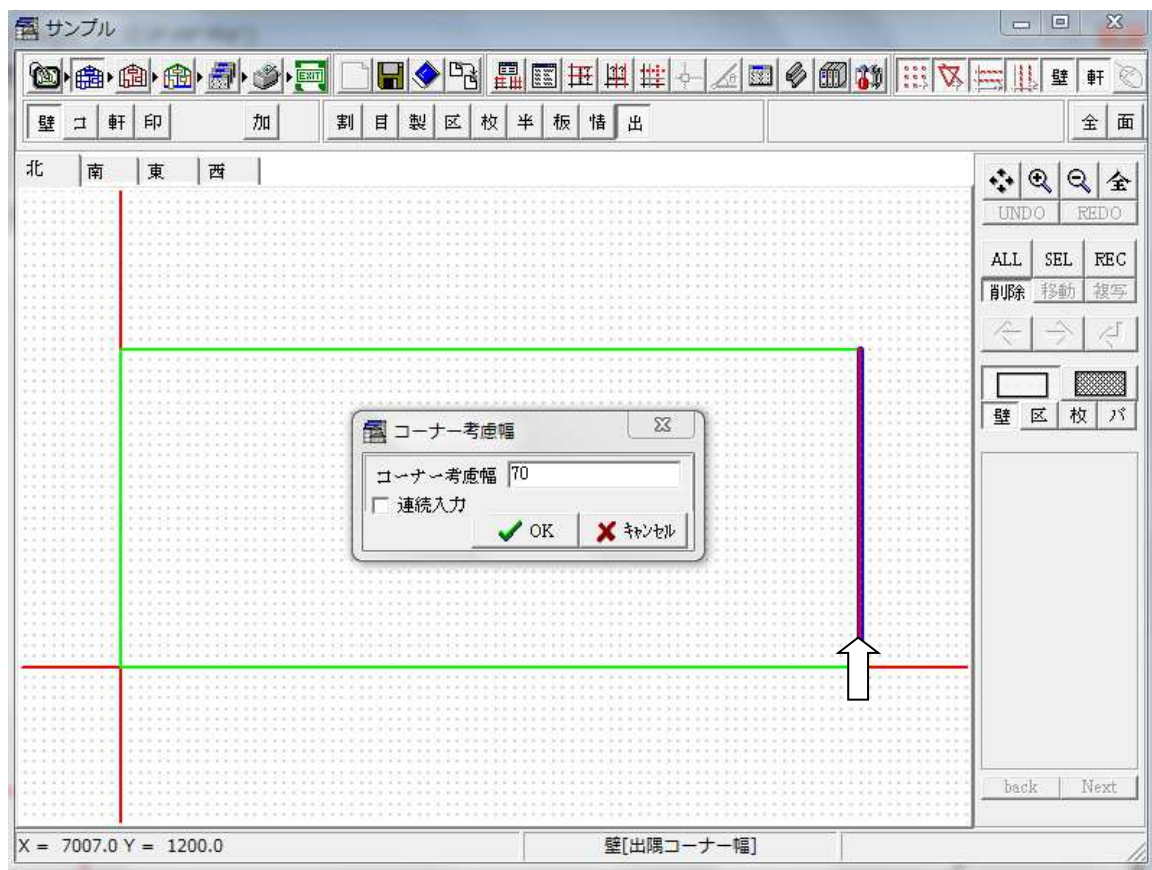 サンプル
EXIT
壁 軒
壁 コ 軒 印 加 割 目 製 区 枚 半 板 情 出 全 面
北 南 東 西
全
UNDO REDO
ALL SEL REC
削除 移動 複写
壁 区 枚 パ
コーナー考慮幅
コーナー考慮幅 70
連続入力
OK キャンセル
back Next
X = 7007.0 Y = 1200.0 壁[出隅コーナー幅]